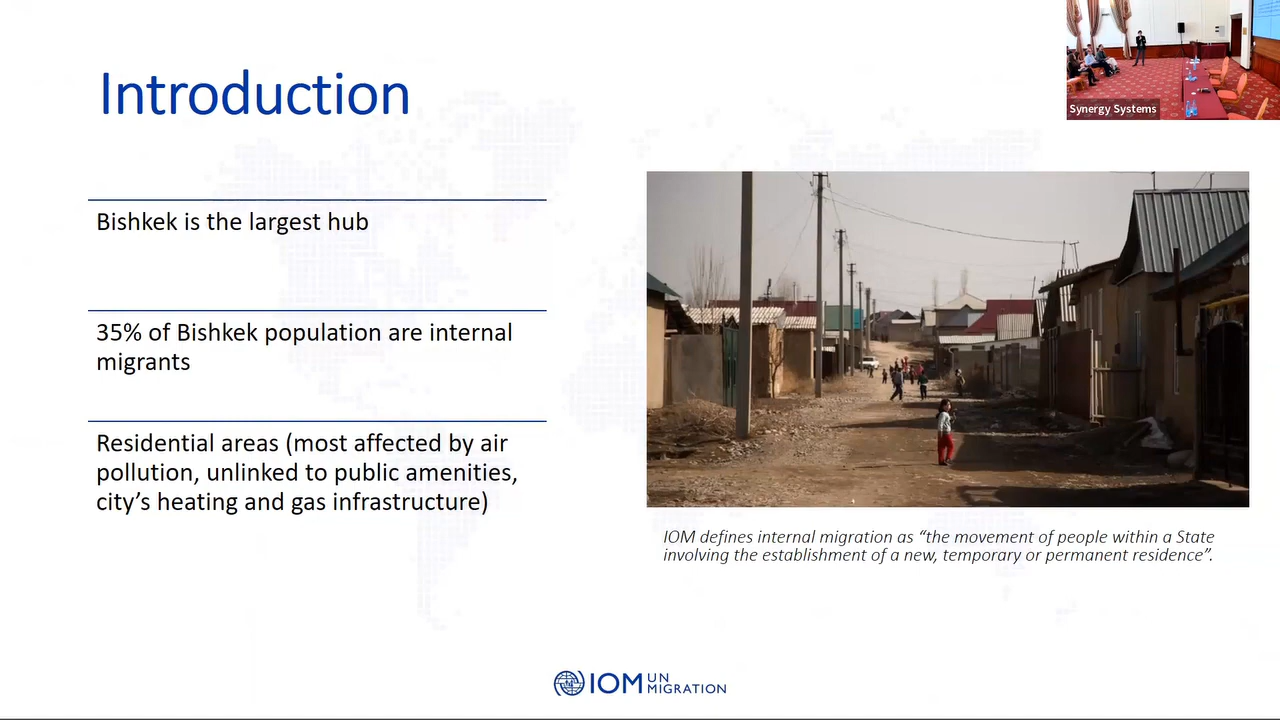 Introduction
Synergy Systems
Bishkek is the largest hub
35% of Bishkek population are internal
migrants
Residential areas (most affected by air
pollution, unlinked to public amenities,
city's heating and gas infrastructure)
IOM defines internal migration as “the movement of people within a State
involving the establishment of a new, temporary or permanent residence”.
IOM UN
MIGRATION